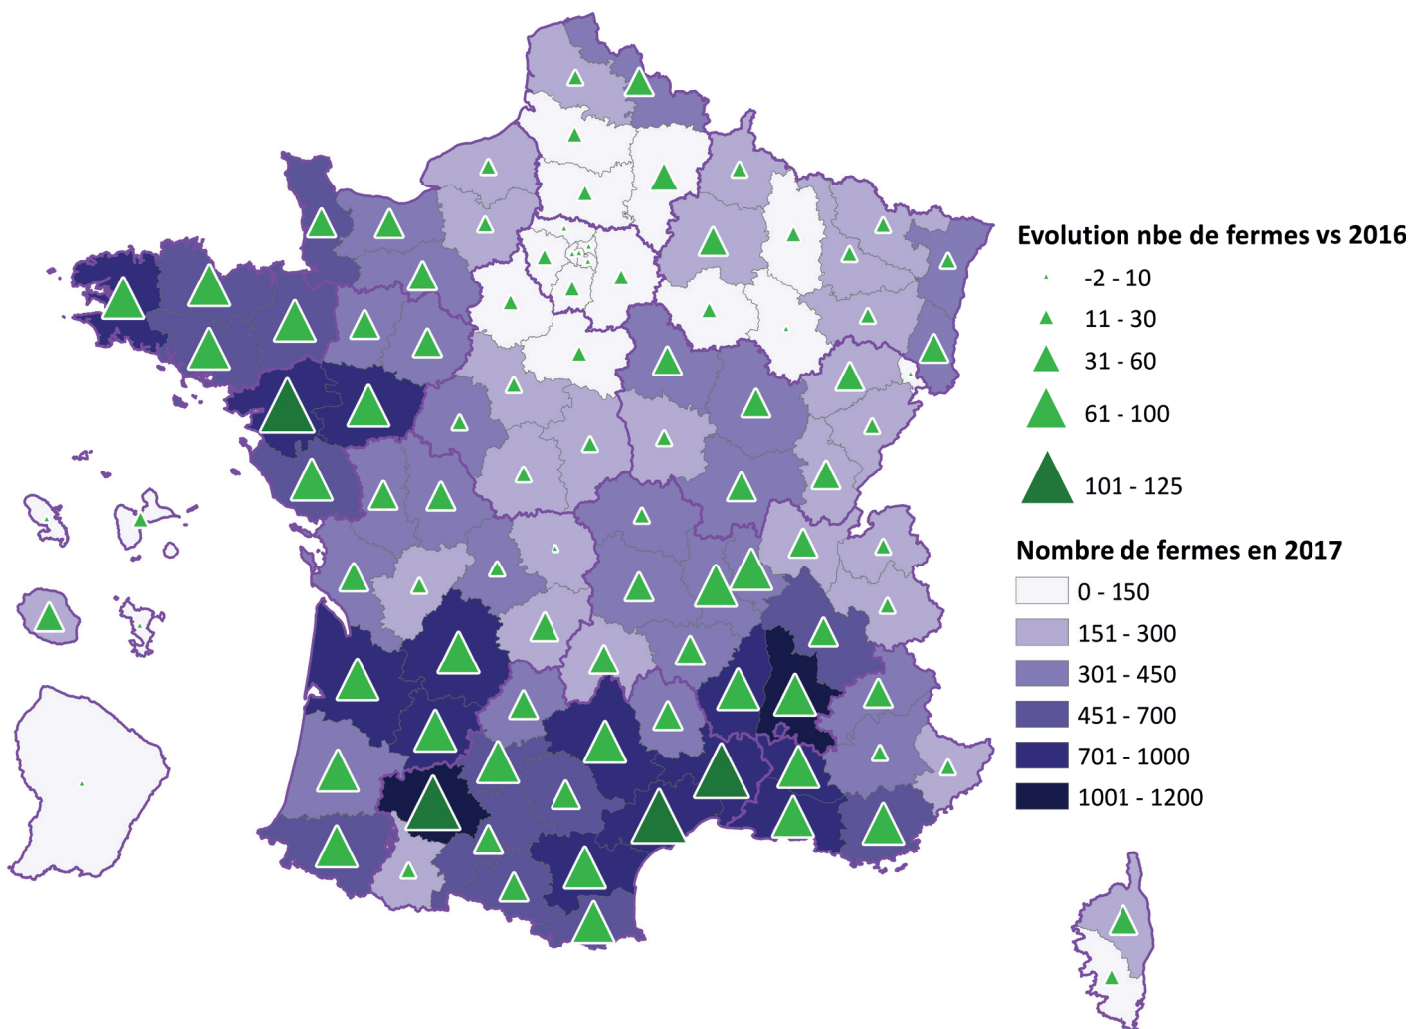 Evolution nbe de fermes vs 2016
-2 - 10
11 - 30
31 - 60
61 - 100
101 - 125
Nombre de fermes en 2017
0 - 150
151 - 300
301 - 450
451 - 700
701 - 1000
1001 - 1200